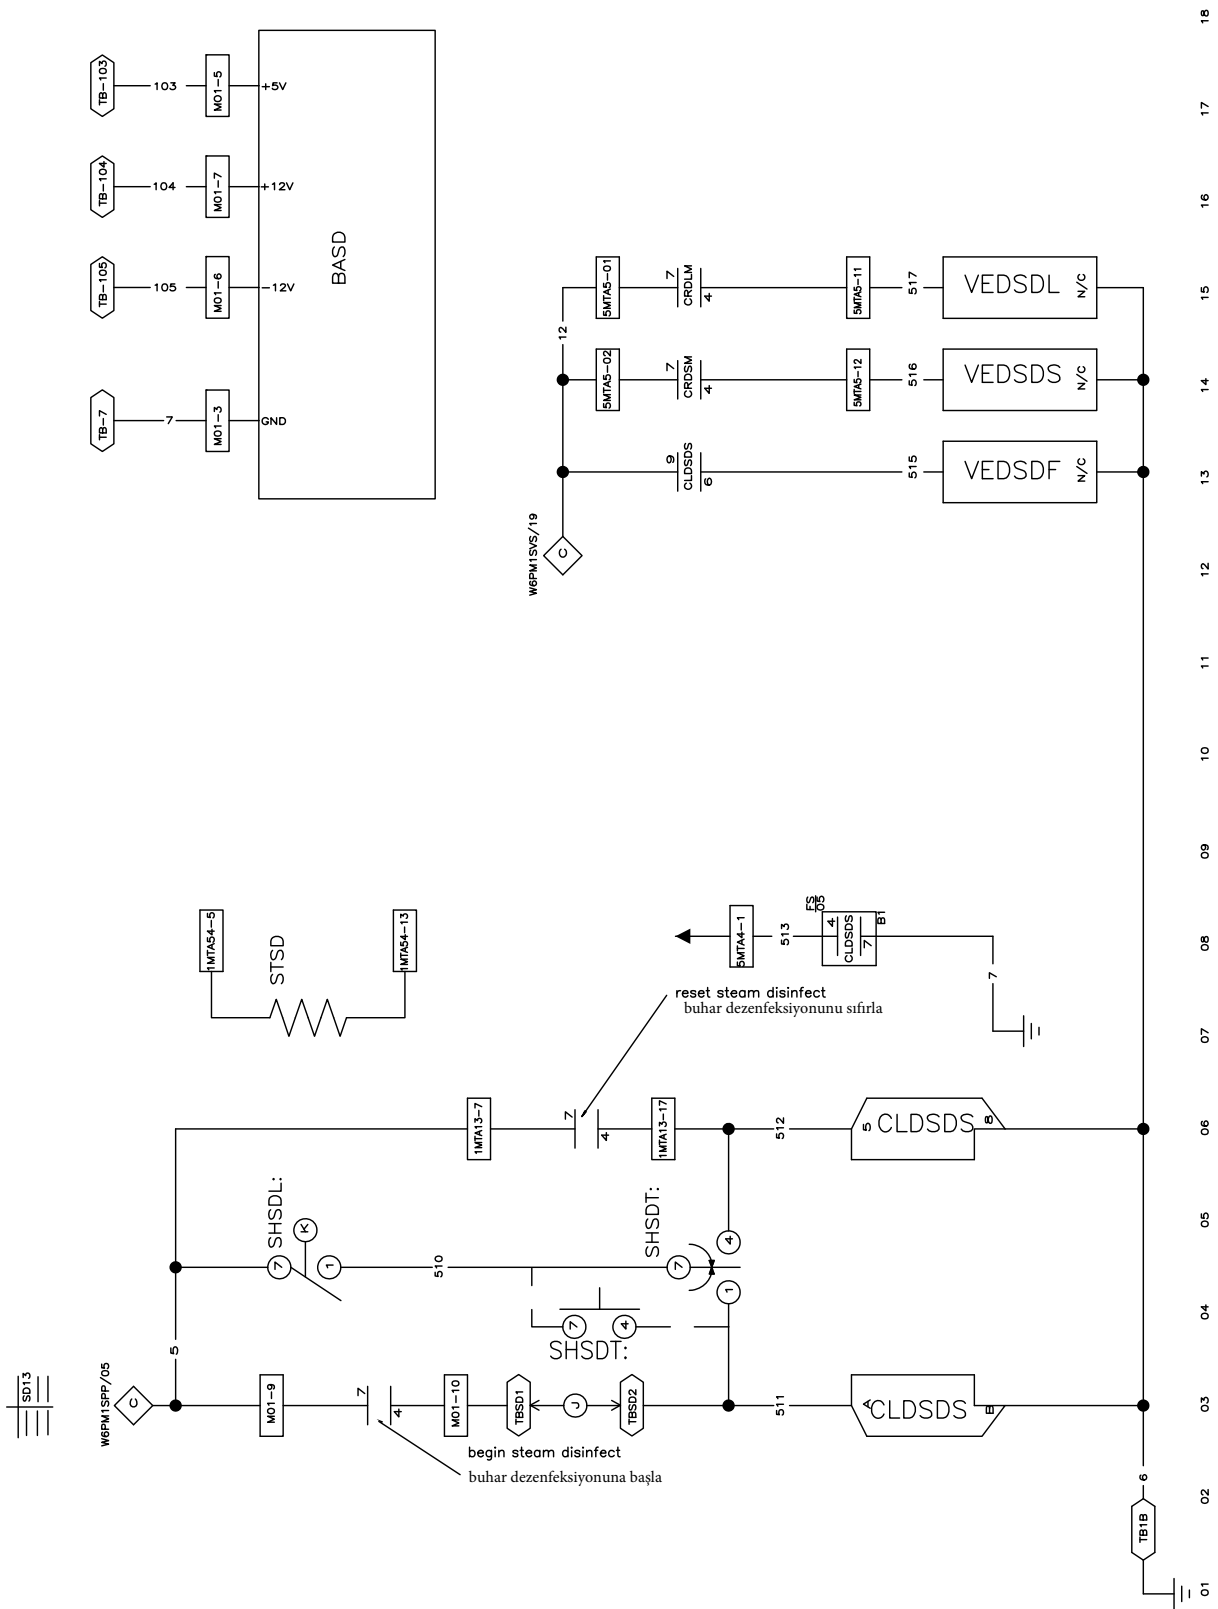 TB-103
103
M01-5
+5V
TB-104
104
M01-7
+12V
TB-105
105
M01-6
-12V
TB-7
7
M01-3
GND
BASD
W6PM1SVS/19
C
12
5MTA5-01
7
CRDLM
4
5MTA5-11
517
VEDSDL
N/C
5MTA5-02
7
CRDSM
4
5MTA5-12
516
VEDSDS
N/C
9
CLDSDS
6
515
VEDSDF
N/C
1MTA54-5
STSD
1MTA54-13
5MTA4-1
513
FS
05
4
CLDSDS
7
B1
7
reset steam disinfect
buhar dezenfeksiyonunu sıfırla
1MTA13-7
7
4
1MTA13-17
512
5
CLDSDS
8
SHSDL:
7
K
1
510
SHSDT:
7
4
1
7
4
SHSDT:
SD13
W6PM1SPP/05
C
5
M01-9
7
4
M01-10
TBSD1
J
TBSD2
511
A
CLDSDS
B
begin steam disinfect
buhar dezenfeksiyonuna başla
6
TB1B
01
02
03
04
05
06
07
08
09
10
11
12
13
14
15
16
17
18